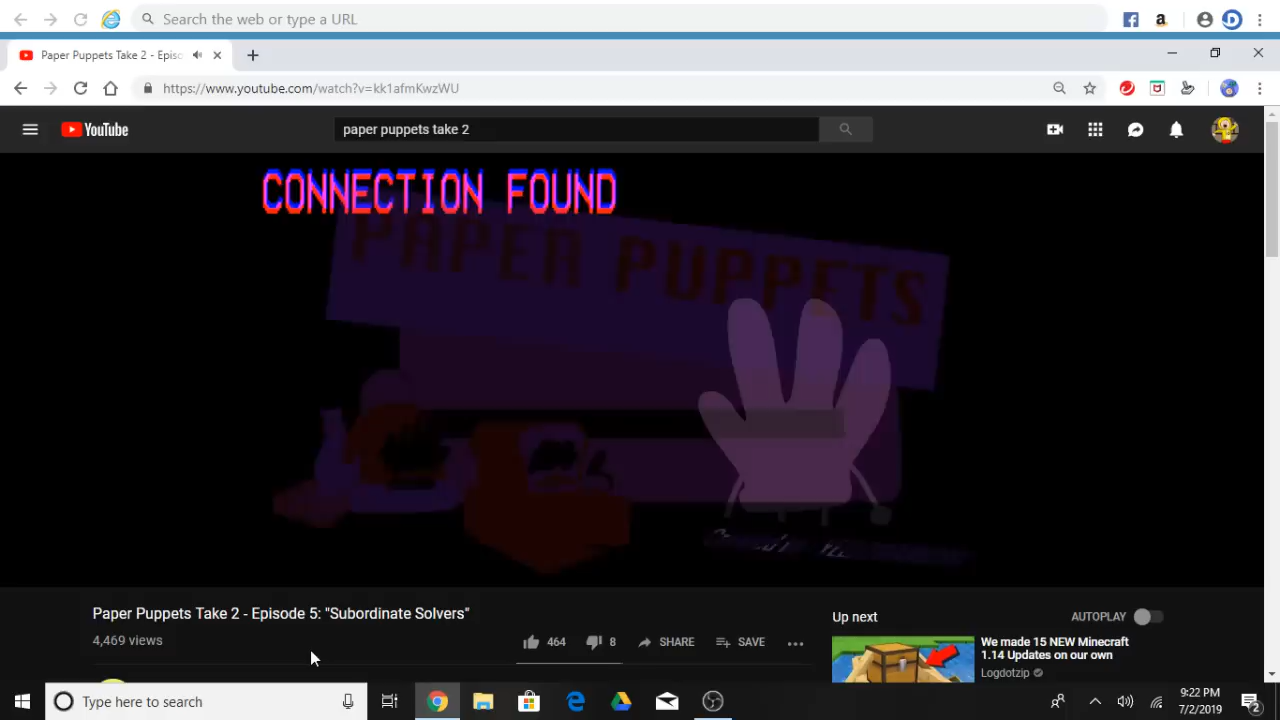 Search the web or type a URL
Paper Puppets Take 2 - Episo
https://www.youtube.com/watch?v=kk1afmKwzWU
YouTube
paper puppets take 2
CONNECTION FOUND
PAPER PUPPETS
Paper Puppets Take 2 - Episode 5: "Subordinate Solvers"
4,469 views
464
8
SHARE
SAVE
Up next
AUTOPLAY
We made 15 NEW Minecraft
1.14 Updates on our own
Logdotzip
Type here to search
9:22 PM
7/2/2019
2